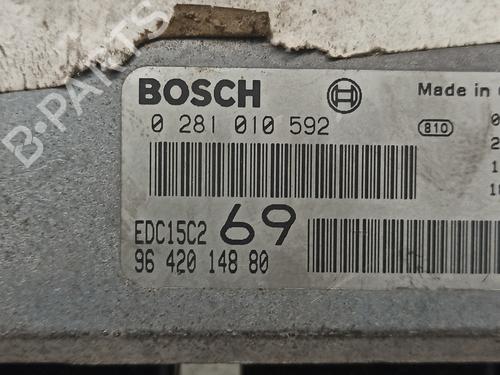 B-PARTS
BOSCH
Made in
0 281 010 592
810
EDC15C2 69
96 420 148 80